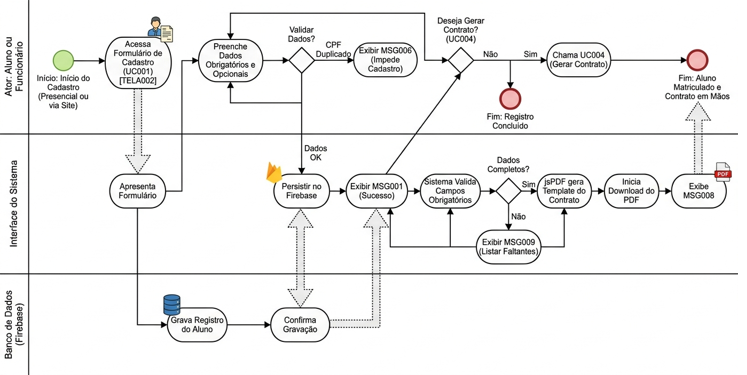 Ator: Aluno ou
Funcionário
Início: Início do
Cadastro
(Presencial ou
via Site)
Acessa
Formulário de
Cadastro
(UC001)
[TELA002]
Preenche
Dados
Obrigatórios e
Opcionais
Validar
Dados?
CPF
Duplicado
Exibir MSG006
(Impede
Cadastro)
Deseja Gerar
Contrato?
(UC004)
Não
Sim
Fim: Registro
Concluído
Chama UC004
(Gerar Contrato)
Fim: Aluno
Matriculado e
Contrato em Mãos
Dados
OK
Interface do Sistema
Apresenta
Formulário
Persistir no
Firebase
Exibir MSG001
(Sucesso)
Sistema Valida
Campos
Obrigatórios
Dados
Completos?
Sim
Não
Exibir MSG009
(Listar Faltantes)
jsPDF gera
Template do
Contrato
Inicia
Download do
PDF
Exibe
MSG008
PDF
Banco de Dados
(Firebase)
Grava Registro
do Aluno
Confirma
Gravação